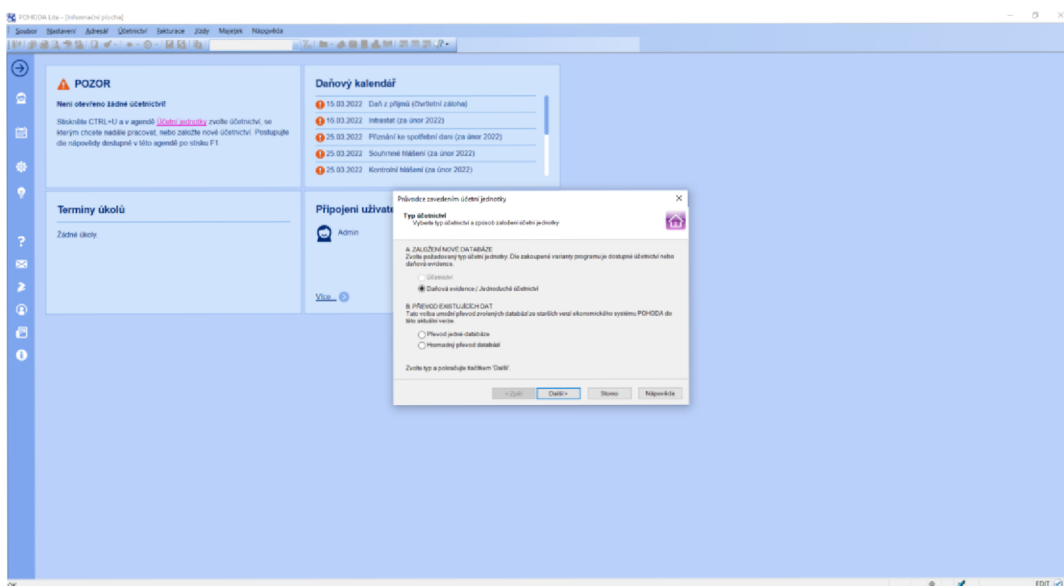 POHODA Lite - [Informační plocha]
Soubor Nastavení Adresář Účetnictví Fakturace Jízdy Majetek Nápověda
POZOR
Není otevřeno žádné účetnictví!
Stiskněte CTRL+U a v agendě Účetní jednotky zvolte účetnictví, se
kterým chcete nadále pracovat, nebo založte nové účetnictví. Postupujte
dle nápovědy dostupné v této agendě po stisku F1.
Daňový kalendář
15.03.2022 Daň z příjmů (čtvrtletní záloha)
16.03.2022 Intrastat (za únor 2022)
25.03.2022 Přiznání ke spotřební dani (za únor 2022)
25.03.2022 Souhrnné hlášení (za únor 2022)
25.03.2022 Kontrolní hlášení (za únor 2022)
Termíny úkolů
Žádné úkoly.
Připojení uživate
Admin
Více...
Průvodce zavedením účetní jednotky
Typ účetnictví
Vyberte typ účetnictví a způsob založení účetní jednotky
A. ZALOŽENÍ NOVÉ DATABÁZE
Zvolte požadovaný typ účetní jednotky. Dle zakoupené varianty programu je dostupné účetnictví nebo
daňová evidence.
Účetnictví
Daňová evidence / Jednoduché účetnictví
B. PŘEVOD EXISTUJÍCÍCH DAT
Tato volba umožní převod zvolených databází ze starších verzí ekonomického systému POHODA do
této aktuální verze.
Převod jedné databáze
Hromadný převod databází
Zvolte typ a pokračujte tlačítkem 'Další'.
< Zpět Další > Storno Nápověda
OK EDIT